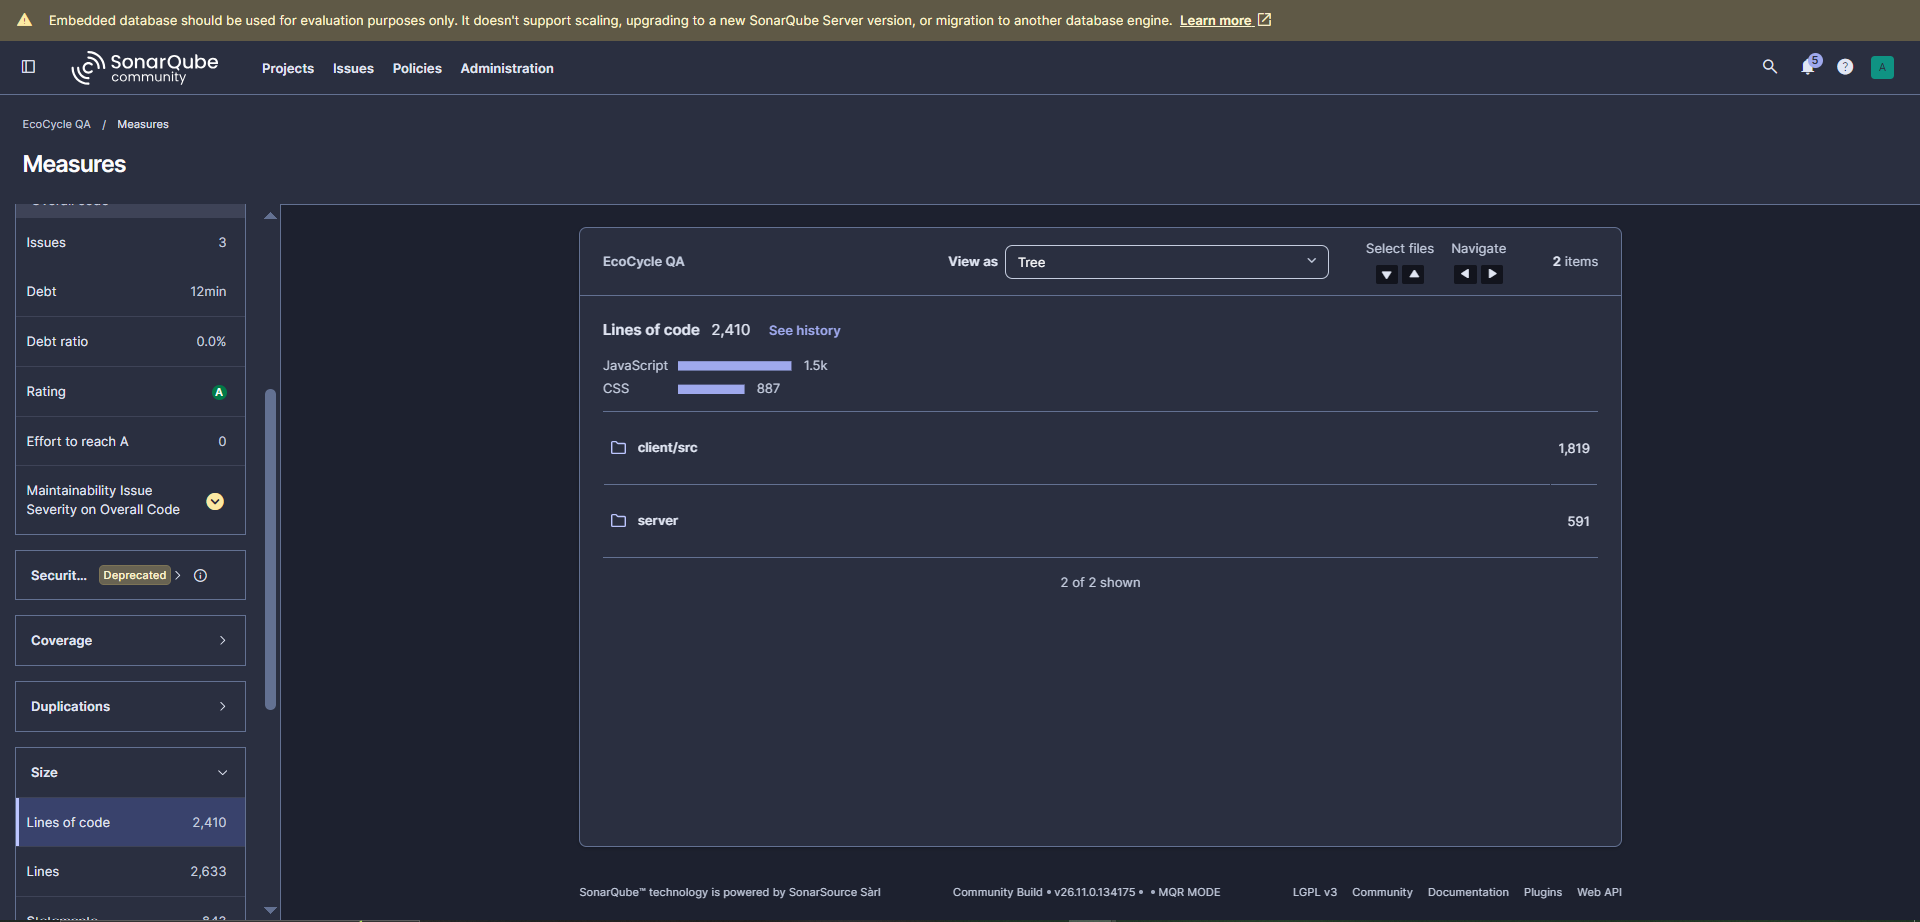 Embedded database should be used for evaluation purposes only. It doesn't support scaling, upgrading to a new SonarQube Server version, or migration to another database engine. Learn more
SonarQube community
Projects Issues Policies Administration
5
? A
EcoCycle QA / Measures
Measures
Issues 3
Debt 12min
Debt ratio 0.0%
Rating A
Effort to reach A 0
Maintainability Issue
Severity on Overall Code
Securit... Deprecated
Coverage
Duplications
Size
Lines of code 2,410
Lines 2,633
EcoCycle QA View as Tree Select files Navigate 2 items
Lines of code 2,410 See history
JavaScript 1.5k
CSS 887
client/src 1,819
server 591
2 of 2 shown
SonarQube™ technology is powered by SonarSource Sàrl Community Build • v26.11.0.134175 • • MQR MODE LGPL v3 Community Documentation Plugins Web API